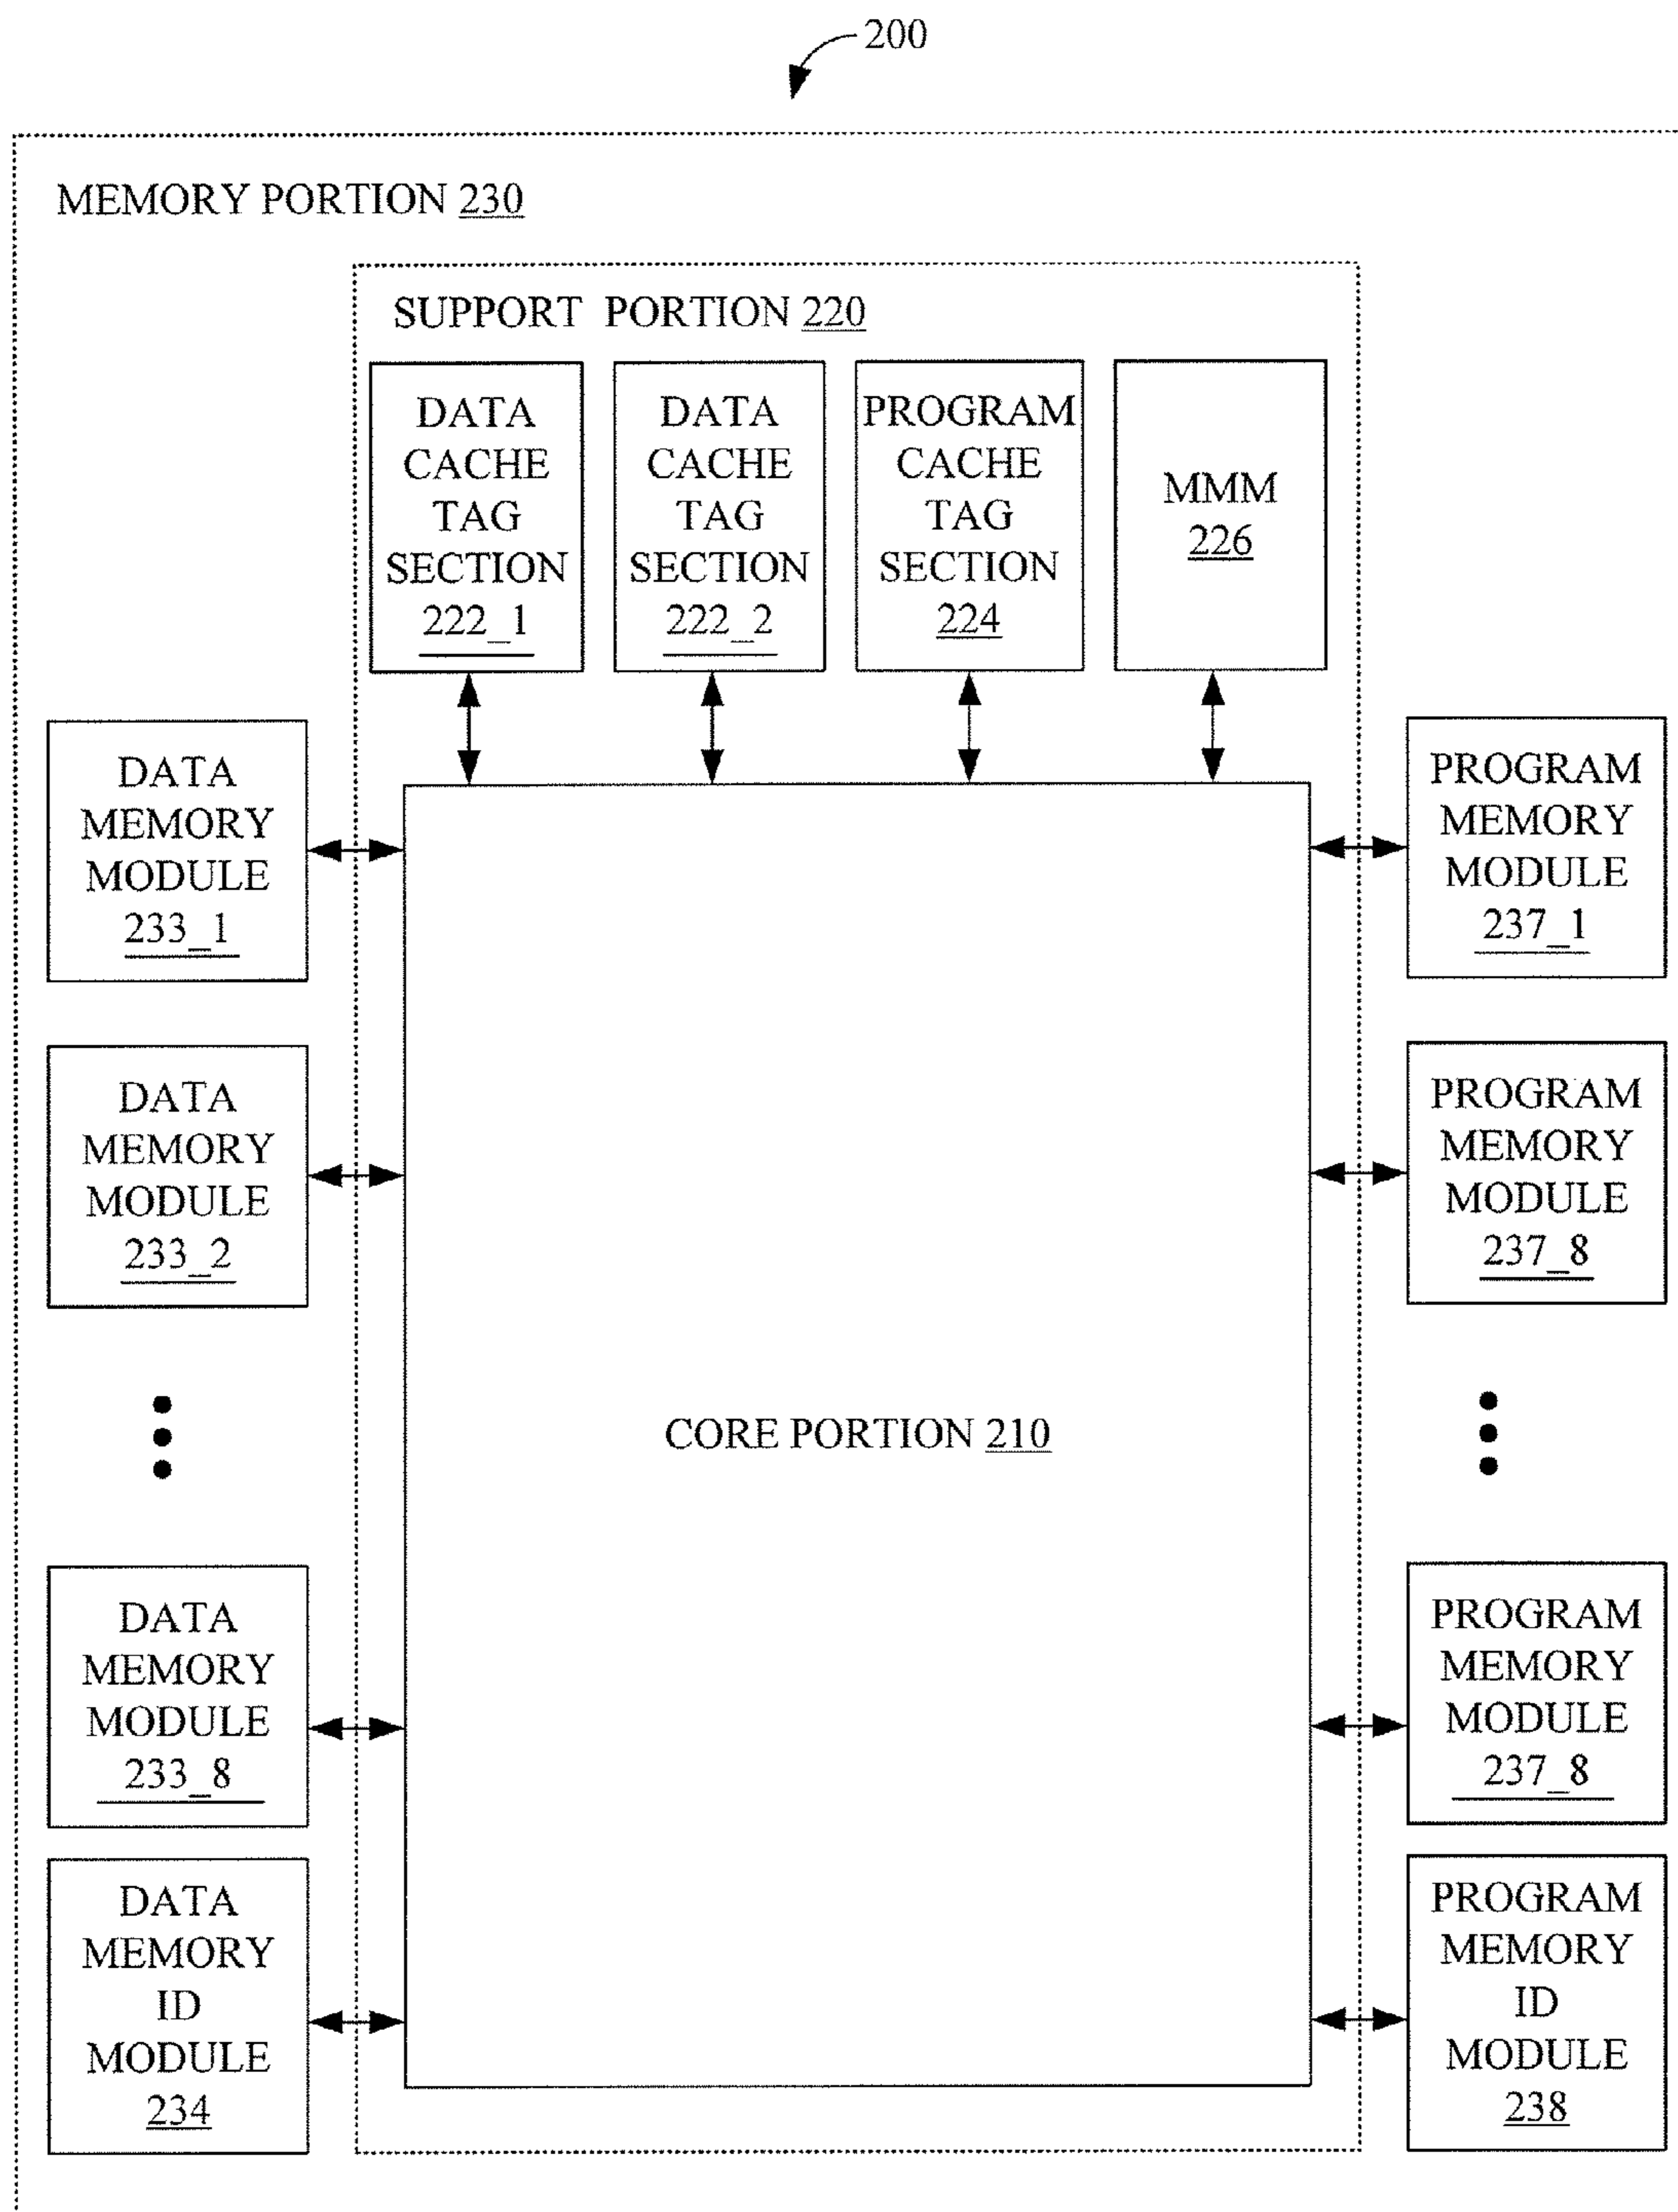 200
MEMORY PORTION 230
SUPPORT PORTION 220
DATA
CACHE
TAG
SECTION
222_1
DATA
CACHE
TAG
SECTION
222_2
PROGRAM
CACHE
TAG
SECTION
224
MMM
226
DATA
MEMORY
MODULE
233_1
DATA
MEMORY
MODULE
233_2
DATA
MEMORY
MODULE
233_8
DATA
MEMORY
ID
MODULE
234
CORE PORTION 210
PROGRAM
MEMORY
MODULE
237_1
PROGRAM
MEMORY
MODULE
237_8
PROGRAM
MEMORY
MODULE
237_8
PROGRAM
MEMORY
ID
MODULE
238